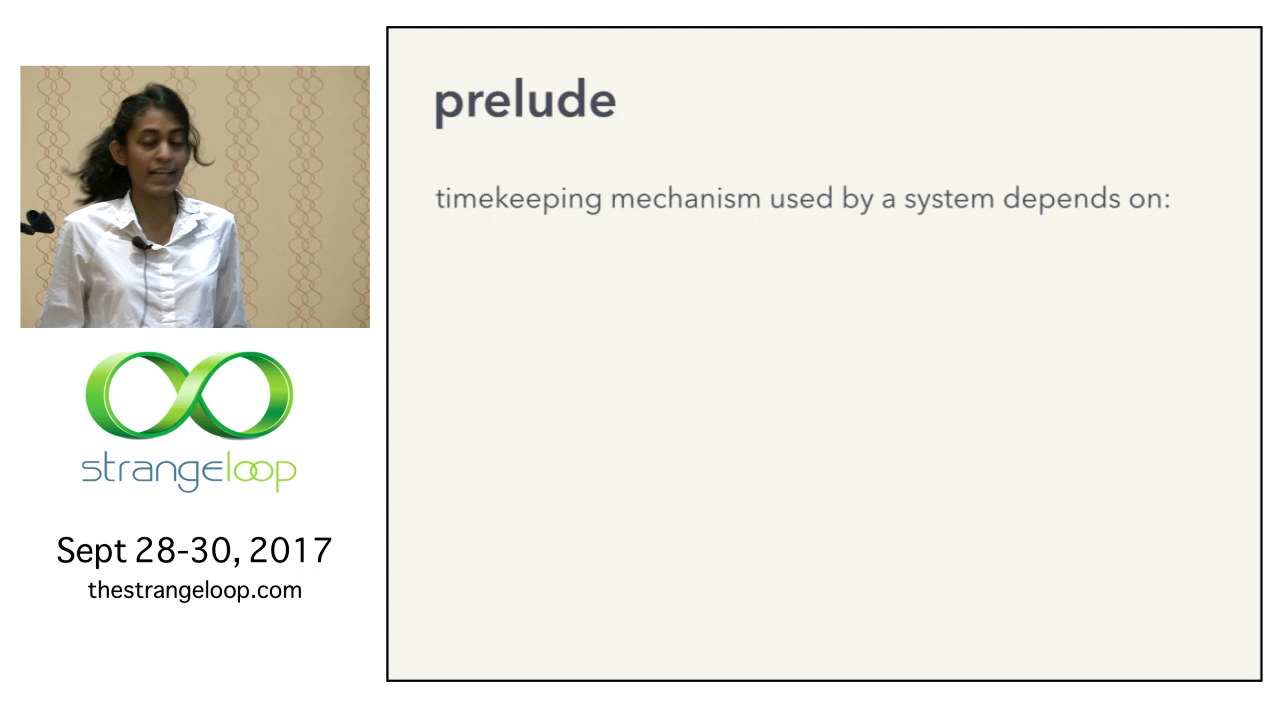 prelude
timekeeping mechanism used by a system depends on:
strangeloop
Sept 28-30, 2017
thestrangeloop.com